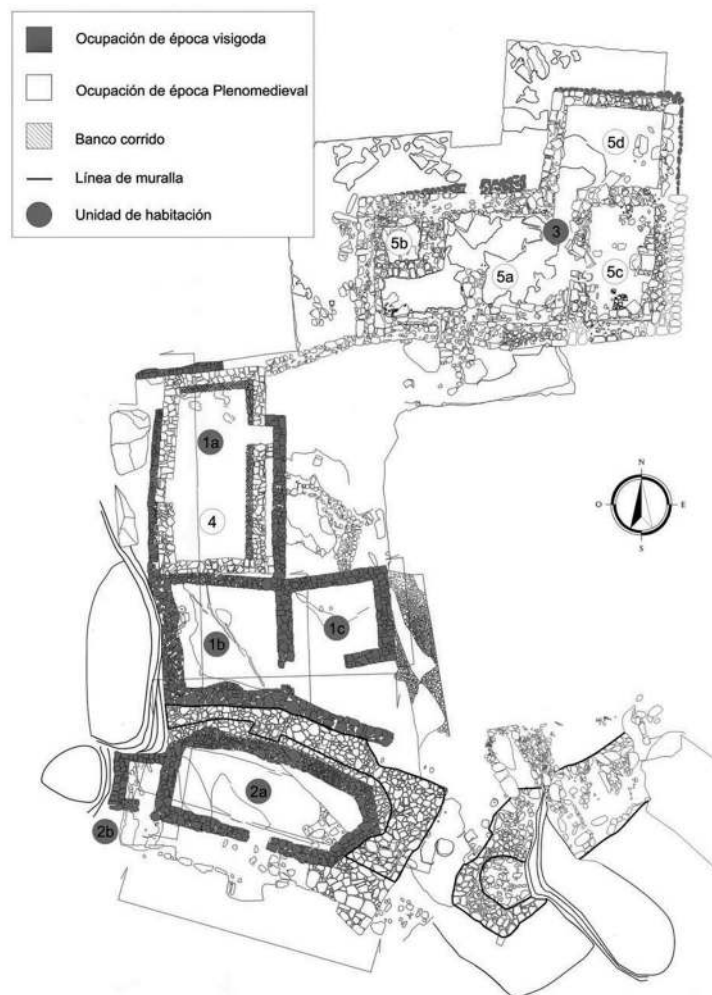 Ocupación de época visigoda
Ocupación de época Plenomedieval
Banco corrido
Línea de muralla
Unidad de habitación
5d
3
5b
5a
5c
1a
4
N
O
E
S
1b
1c
2a
2b